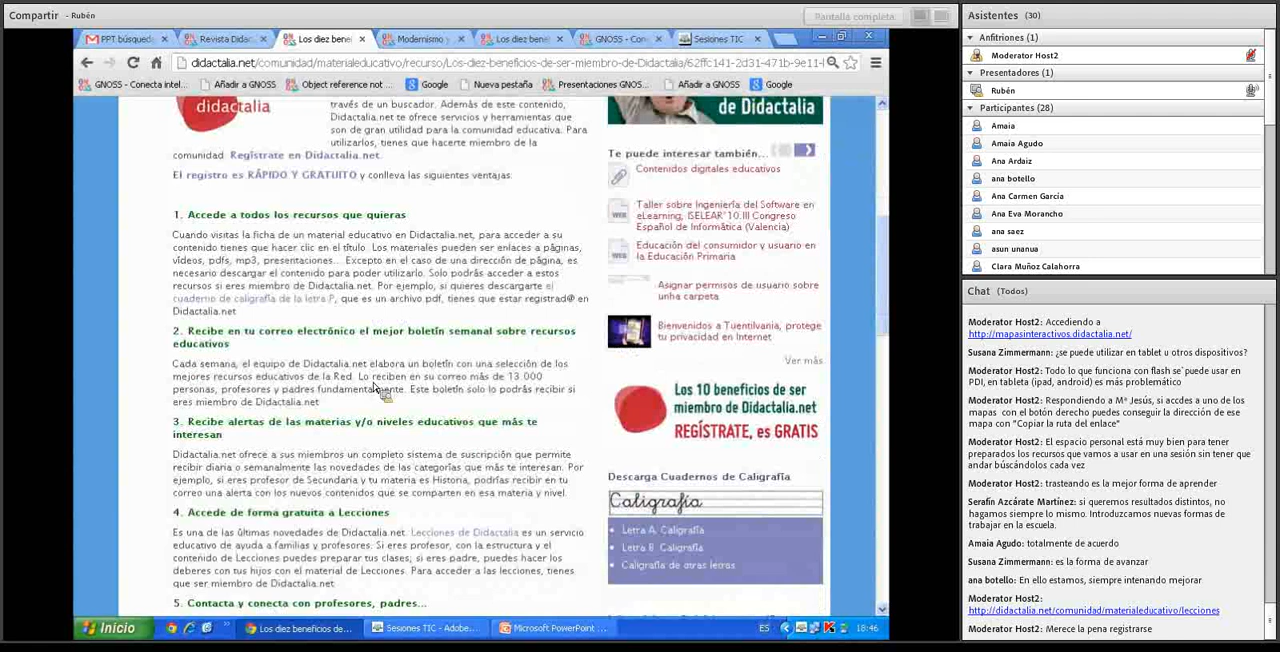 Compartir - Rubén
Pantalla completa
PPT búsqued
Revista Didac
Los diez bene
Modernismo y
Los diez bene
GNOSS - Con
Sesiones TIC
didactalia.net/comunidad/materialeducativo/recurso/Los-diez-beneficios-de-ser-miembro-de-Didactalia/62ffc141-2d31-471b-9e11-
GNOSS - Conecta intel...
Añadir a GNOSS
Object reference not ...
Google
Nueva pestaña
Presentaciones GNOS...
Añadir a GNOSS
Google
didactalia
través de un buscador. Además de este contenido,
Didactalia.net te ofrece servicios y herramientas que
son de gran utilidad para la comunidad educativa. Para
utilizarlos, tienes que hacerte miembro de la
comunidad. Regístrate en Didactalia.net.
El registro es RÁPIDO Y GRATUITO y conlleva las siguientes ventajas:
1. Accede a todos los recursos que quieras
Cuando visitas la ficha de un material educativo en Didactalia.net, para acceder a su
contenido tienes que hacer clic en el título. Los materiales pueden ser enlaces a páginas,
vídeos, pdfs, mp3, presentaciones... Excepto en el caso de una dirección de página, es
necesario descargar el contenido para poder utilizarlo. Solo podrás acceder a estos
recursos si eres miembro de Didactalia.net. Por ejemplo, si quieres descargarte el
cuaderno de caligrafía de la letra P, que es un archivo pdf, tienes que estar registrad@ en
Didactalia.net
2. Recibe en tu correo electrónico el mejor boletín semanal sobre recursos
educativos
Cada semana, el equipo de Didactalia.net elabora un boletín con una selección de los
mejores recursos educativos de la Red. Lo reciben en su correo más de 13.000
personas, profesores y padres fundamentalmente. Este boletín solo lo podrás recibir si
eres miembro de Didactalia.net
3. Recibe alertas de las materias y/o niveles educativos que más te
interesan
Didactalia.net ofrece a sus miembros un completo sistema de suscripción que permite
recibir diaria o semanalmente las novedades de las categorías que más te interesan. Por
ejemplo, si eres profesor de Secundaria y tu materia es Historia, podrías recibir en tu
correo una alerta con los nuevos contenidos que se comparten en esa materia y nivel.
4. Accede de forma gratuita a Lecciones
Es una de las últimas novedades de Didactalia.net. Lecciones de Didactalia es un servicio
educativo de ayuda a familias y profesores. Si eres profesor, con la estructura y el
contenido de Lecciones puedes preparar tus clases; si eres padre, puedes hacer los
deberes con tus hijos con el material de Lecciones. Para acceder a las lecciones, tienes
que ser miembro de Didactalia.net
5. Contacta y conecta con profesores, padres...
de Didactalia
Te puede interesar también...
Contenidos digitales educativos
Taller sobre Ingeniería del Software en
eLearning, ISELEAR'10.III Congreso
Español de Informática (Valencia)
Educación del consumidor y usuario en
la Educación Primaria
Asignar permisos de usuario sobre
una carpeta
Bienvenidos a Tuentilvania, protege
tu privacidad en Internet
Ver más
Los 10 beneficios de ser
miembro de Didactalia.net
REGÍSTRATE, es GRATIS
Descarga Cuadernos de Caligrafía
Caligrafía
Letra A. Caligrafía
Letra B. Caligrafía
Caligrafía de otras letras
Inicio
Los diez beneficios de...
Sesiones TIC - Adobe...
Microsoft PowerPoint ...
ES
18:46
Asistentes (30)
Anfitriones (1)
Moderator Host2
Presentadores (1)
Rubén
Participantes (28)
Amaia
Amaia Agudo
Ana Ardaiz
ana botello
Ana Carmen García
Ana Eva Morancho
ana saez
asun unanua
Clara Muñoz Calahorra
Chat (Todos)
Moderator Host2: Accediendo a
http://mapasinteractivos.didactalia.net/
Susana Zimmermann: ¿se puede utilizar en tablet u otros dispositivos?
Moderator Host2: Todo lo que funciona con flash se`puede usar en
PDI, en tableta (ipad, android) es más problemático
Moderator Host2: Respondiendo a Mª Jesús, si accdes a uno de los
mapas con el botón derecho puedes conseguir la dirección de ese
mapa con "Copiar la ruta del enlace"
Moderator Host2: El espacio personal está muy bien para tener
preparados los recursos que vamos a usar en una sesión sin tener que
andar búscándolos cada vez
Moderator Host2: trasteando es la mejor forma de aprender
Serafín Azcárate Martínez: si queremos resultados distintos, no
hagamos siempre lo mismo. Introduzcamos nuevas formas de
trabajar en la escuela.
Amaia Agudo: totalmente de acuerdo
Susana Zimmermann: es la forma de avanzar
ana botello: En ello estamos, siempre intenando mejorar
Moderator Host2:
http://didactalia.net/comunidad/materialeducativo/lecciones
Moderator Host2: Merece la pena registrarse